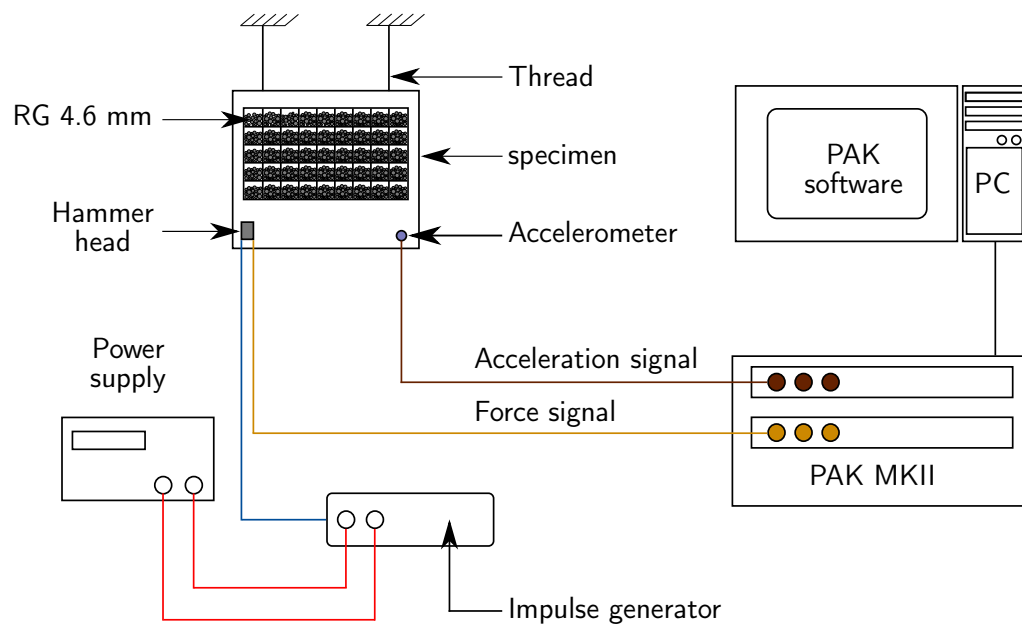 Thread
RG 4.6 mm
specimen
PAK
software
PC
Hammer
head
Accelerometer
Power
supply
Acceleration signal
Force signal
PAK MKII
Impulse generator